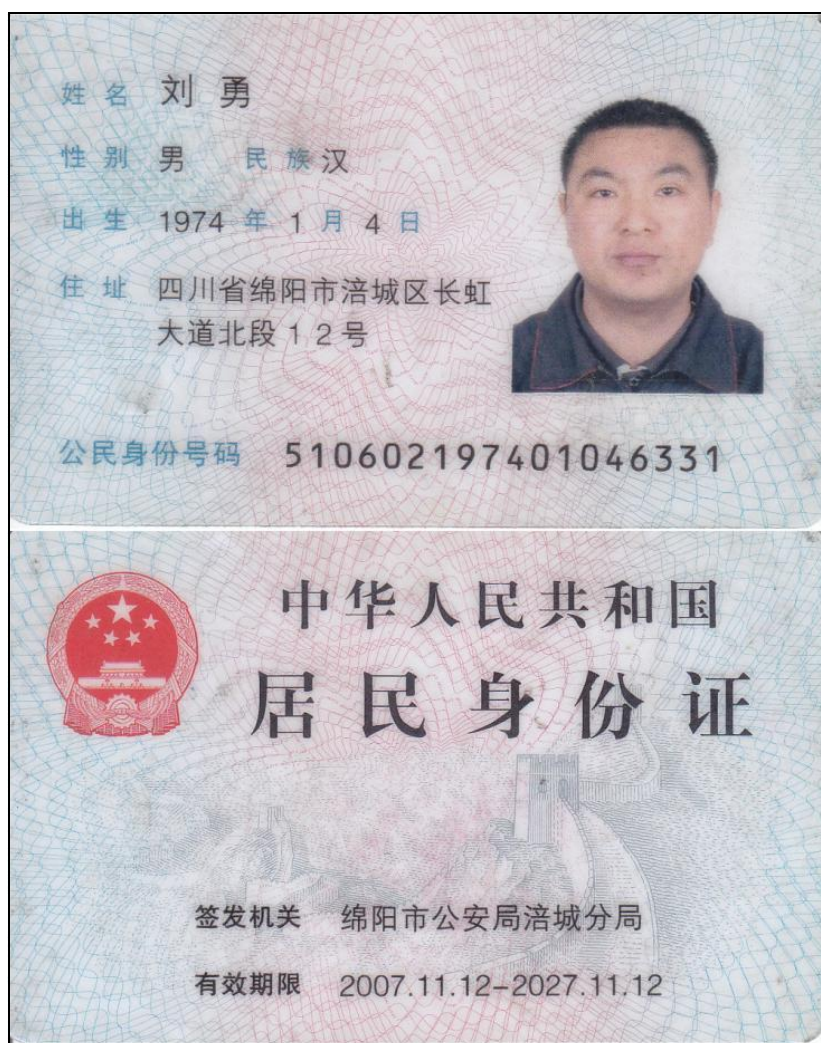 姓名 刘勇
性别 男 民族 汉
出生 1974 年 1 月 4 日
住址 四川省绵阳市涪城区长虹
大道北段12号
公民身份号码 510602197401046331
中华人民共和国
居民身份证
签发机关 绵阳市公安局涪城分局
有效期限 2007.11.12-2027.11.12